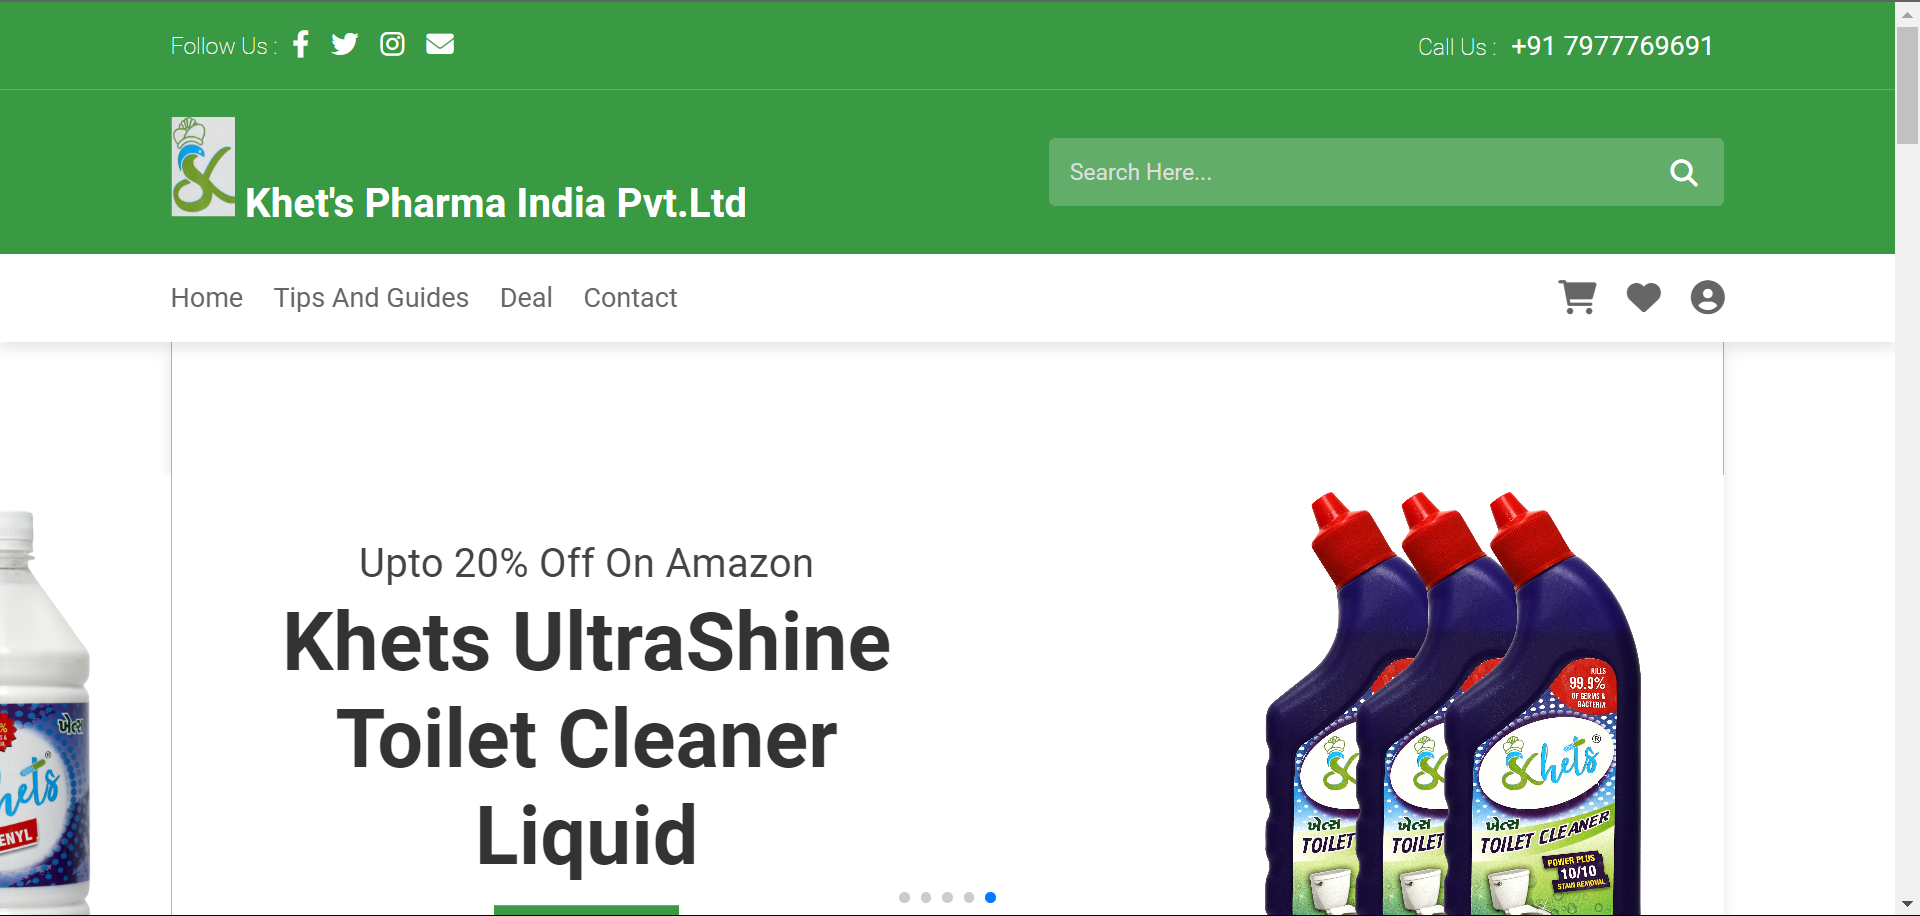 Follow Us :
Call Us : +91 7977769691
Khet's Pharma India Pvt.Ltd
Search Here...
Home Tips And Guides Deal Contact
Upto 20% Off On Amazon
Khets UltraShine
Toilet Cleaner
Liquid
KILLS
99.9%
OF GERMS &
BACTERIA
Khets®
ખેત્સ
TOILET
ખેત્સ
TOILET
ખેત્સ
TOILET CLEANER
POWER PLUS
10/10
STAIN REMOVAL
ખેત્સ
hets
ENYL